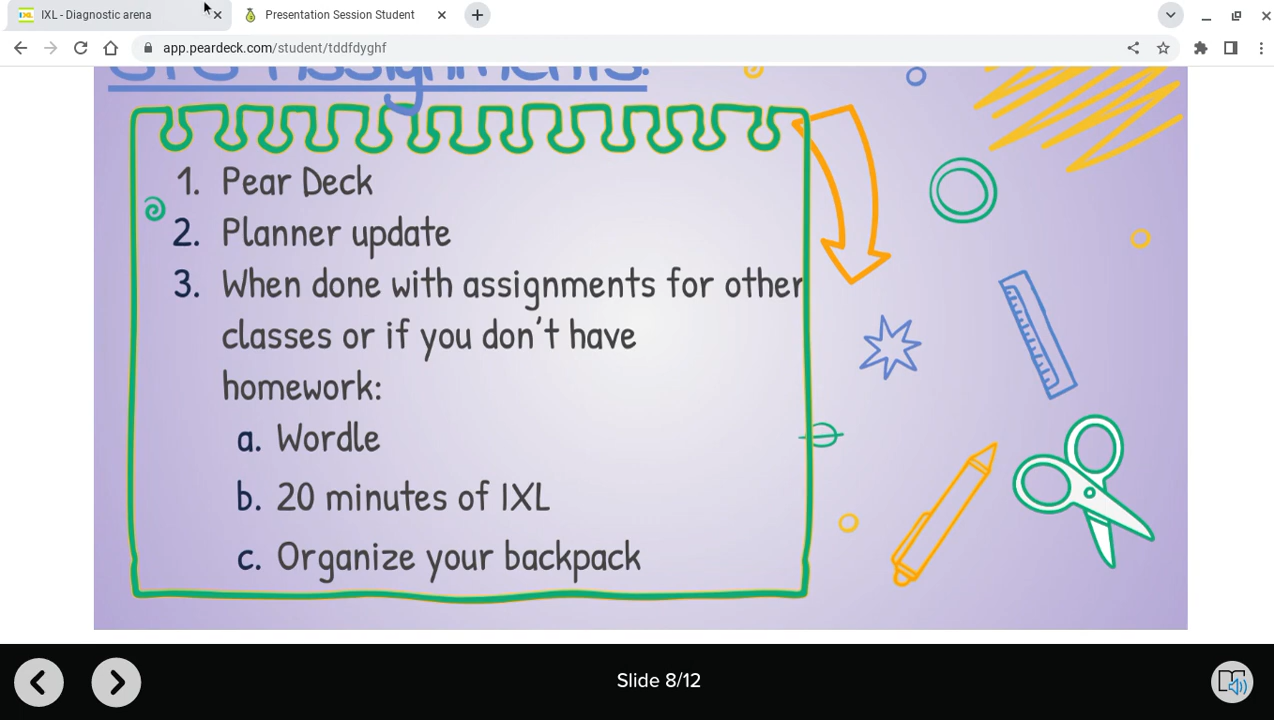 IXL - Diagnostic arena
Presentation Session Student
app.peardeck.com/student/tddfdyghf
Assignments:
1. Pear Deck
2. Planner update
3. When done with assignments for other
classes or if you don't have
homework:
a. Wordle
b. 20 minutes of IXL
c. Organize your backpack
Slide 8/12